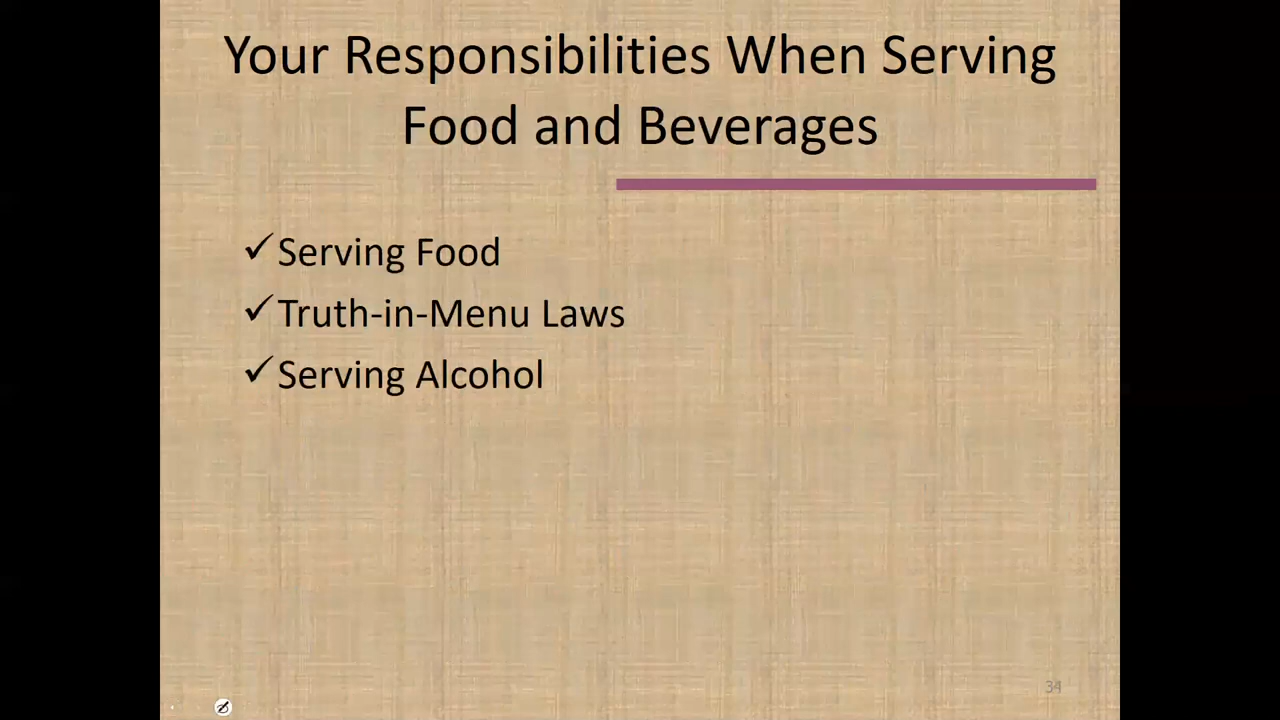 Your Responsibilities When Serving
Food and Beverages
✓Serving Food
✓Truth-in-Menu Laws
✓Serving Alcohol
34